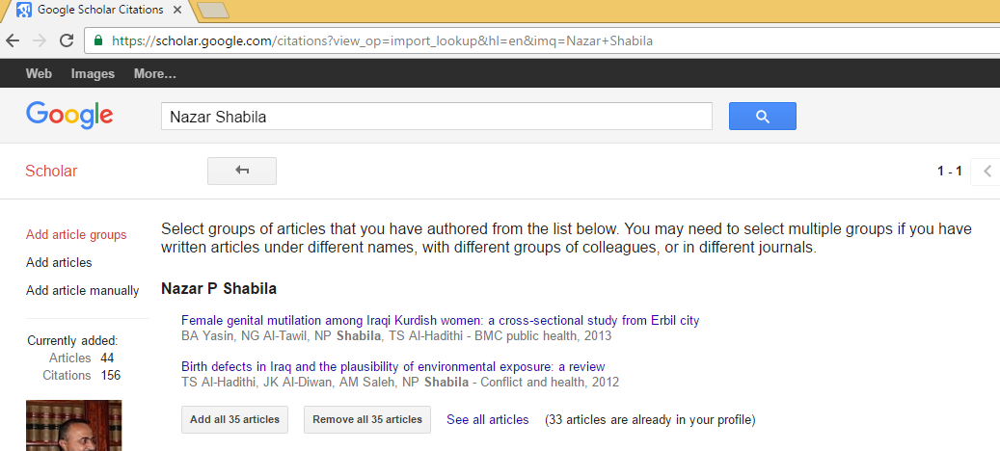 Google Scholar Citations
https://scholar.google.com/citations?view_op=import_lookup&hl=en&imq=Nazar+Shabila
Web Images More...
Google Nazar Shabila
Scholar 1 - 1
Add article groups
Add articles
Add article manually
Currently added:
Articles 44
Citations 156
Select groups of articles that you have authored from the list below. You may need to select multiple groups if you have
written articles under different names, with different groups of colleagues, or in different journals.
Nazar P Shabila
Female genital mutilation among Iraqi Kurdish women: a cross-sectional study from Erbil city
BA Yasin, NG Al-Tawil, NP Shabila, TS Al-Hadithi - BMC public health, 2013
Birth defects in Iraq and the plausibility of environmental exposure: a review
TS Al-Hadithi, JK Al-Diwan, AM Saleh, NP Shabila - Conflict and health, 2012
Add all 35 articles Remove all 35 articles See all articles (33 articles are already in your profile)